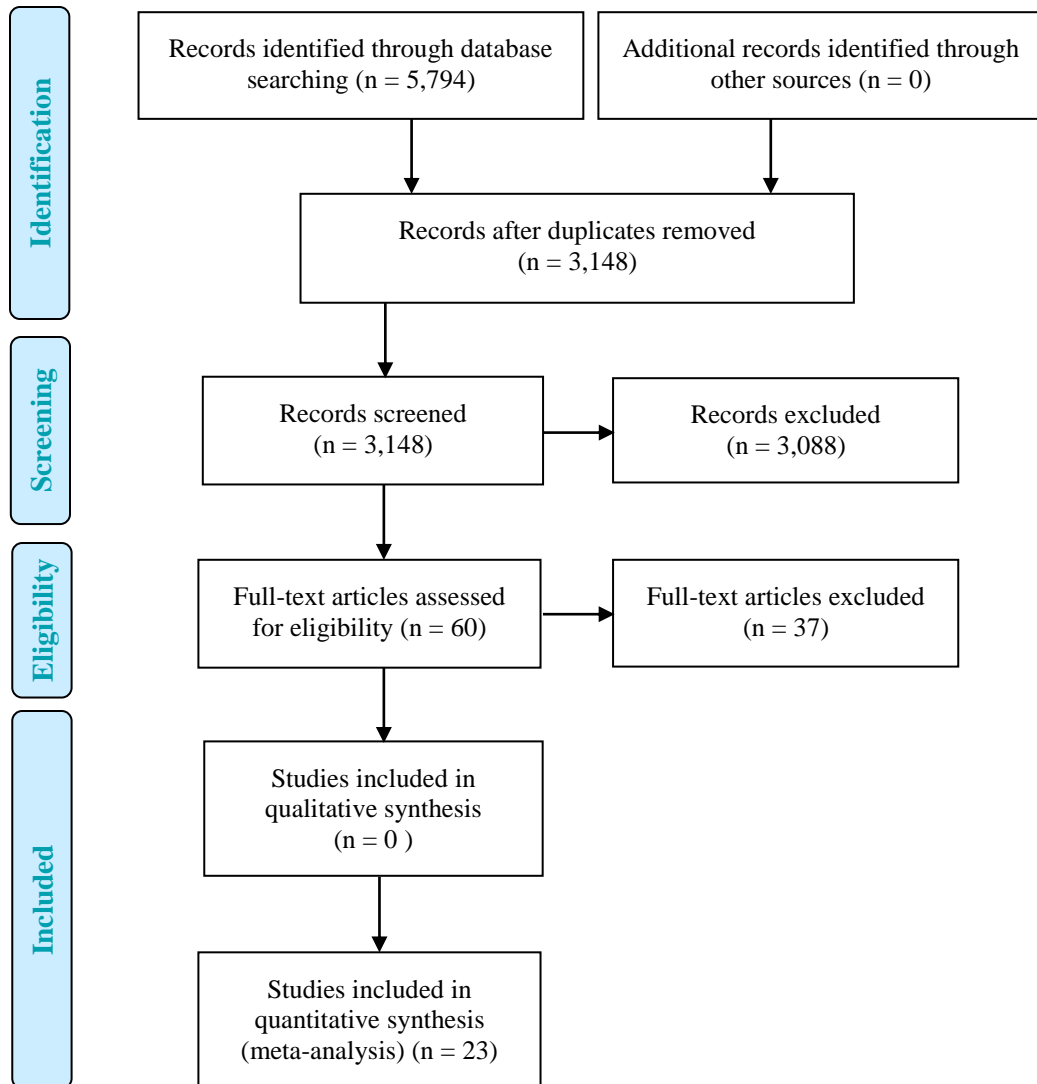 Identification
Records identified through database
searching (n = 5,794)
Additional records identified through
other sources (n = 0)
Records after duplicates removed
(n = 3,148)
Screening
Records screened
(n = 3,148)
Records excluded
(n = 3,088)
Eligibility
Full-text articles assessed
for eligibility (n = 60)
Full-text articles excluded
(n = 37)
Included
Studies included in
qualitative synthesis
(n = 0 )
Studies included in
quantitative synthesis
(meta-analysis) (n = 23)